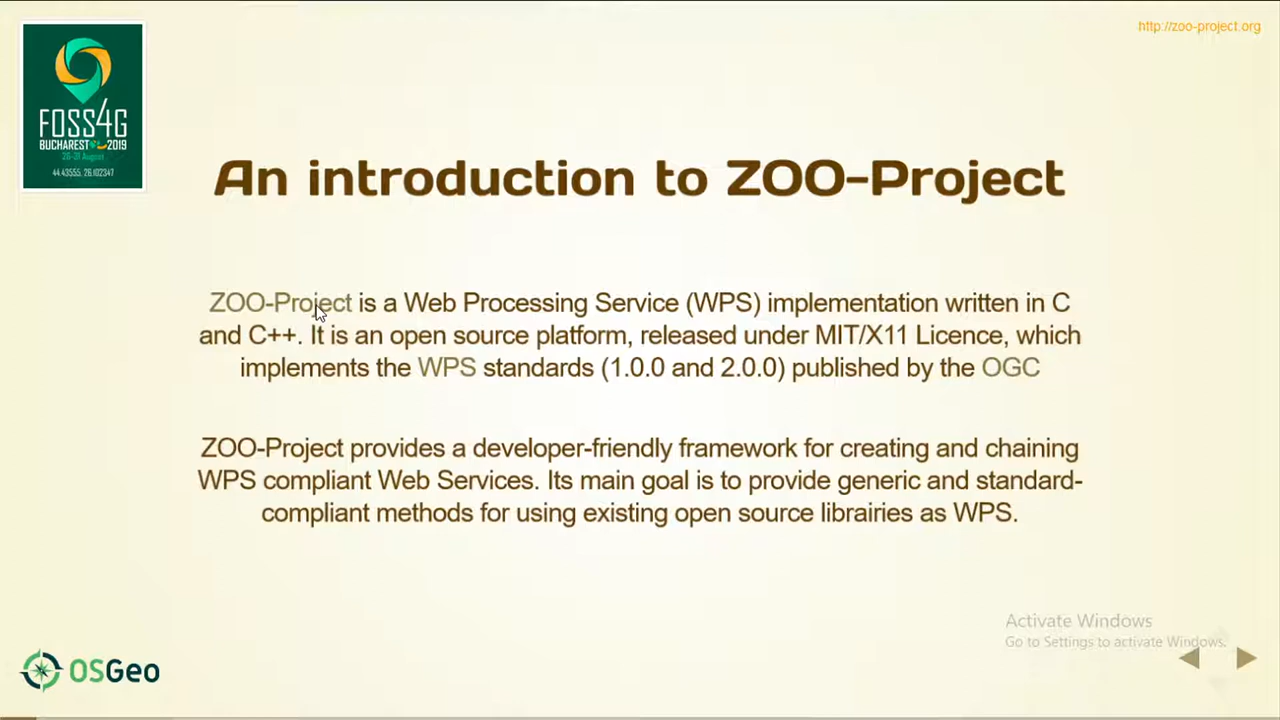 http://zoo-project.org
FOSS4G
BUCHAREST 2019
26-31 August
44.43555, 26.102347
An introduction to ZOO-Project
ZOO-Project is a Web Processing Service (WPS) implementation written in C
and C++. It is an open source platform, released under MIT/X11 Licence, which
implements the WPS standards (1.0.0 and 2.0.0) published by the OGC
ZOO-Project provides a developer-friendly framework for creating and chaining
WPS compliant Web Services. Its main goal is to provide generic and standard-
compliant methods for using existing open source librairies as WPS.
Activate Windows
Go to Settings to activate Windows.
OSGeo